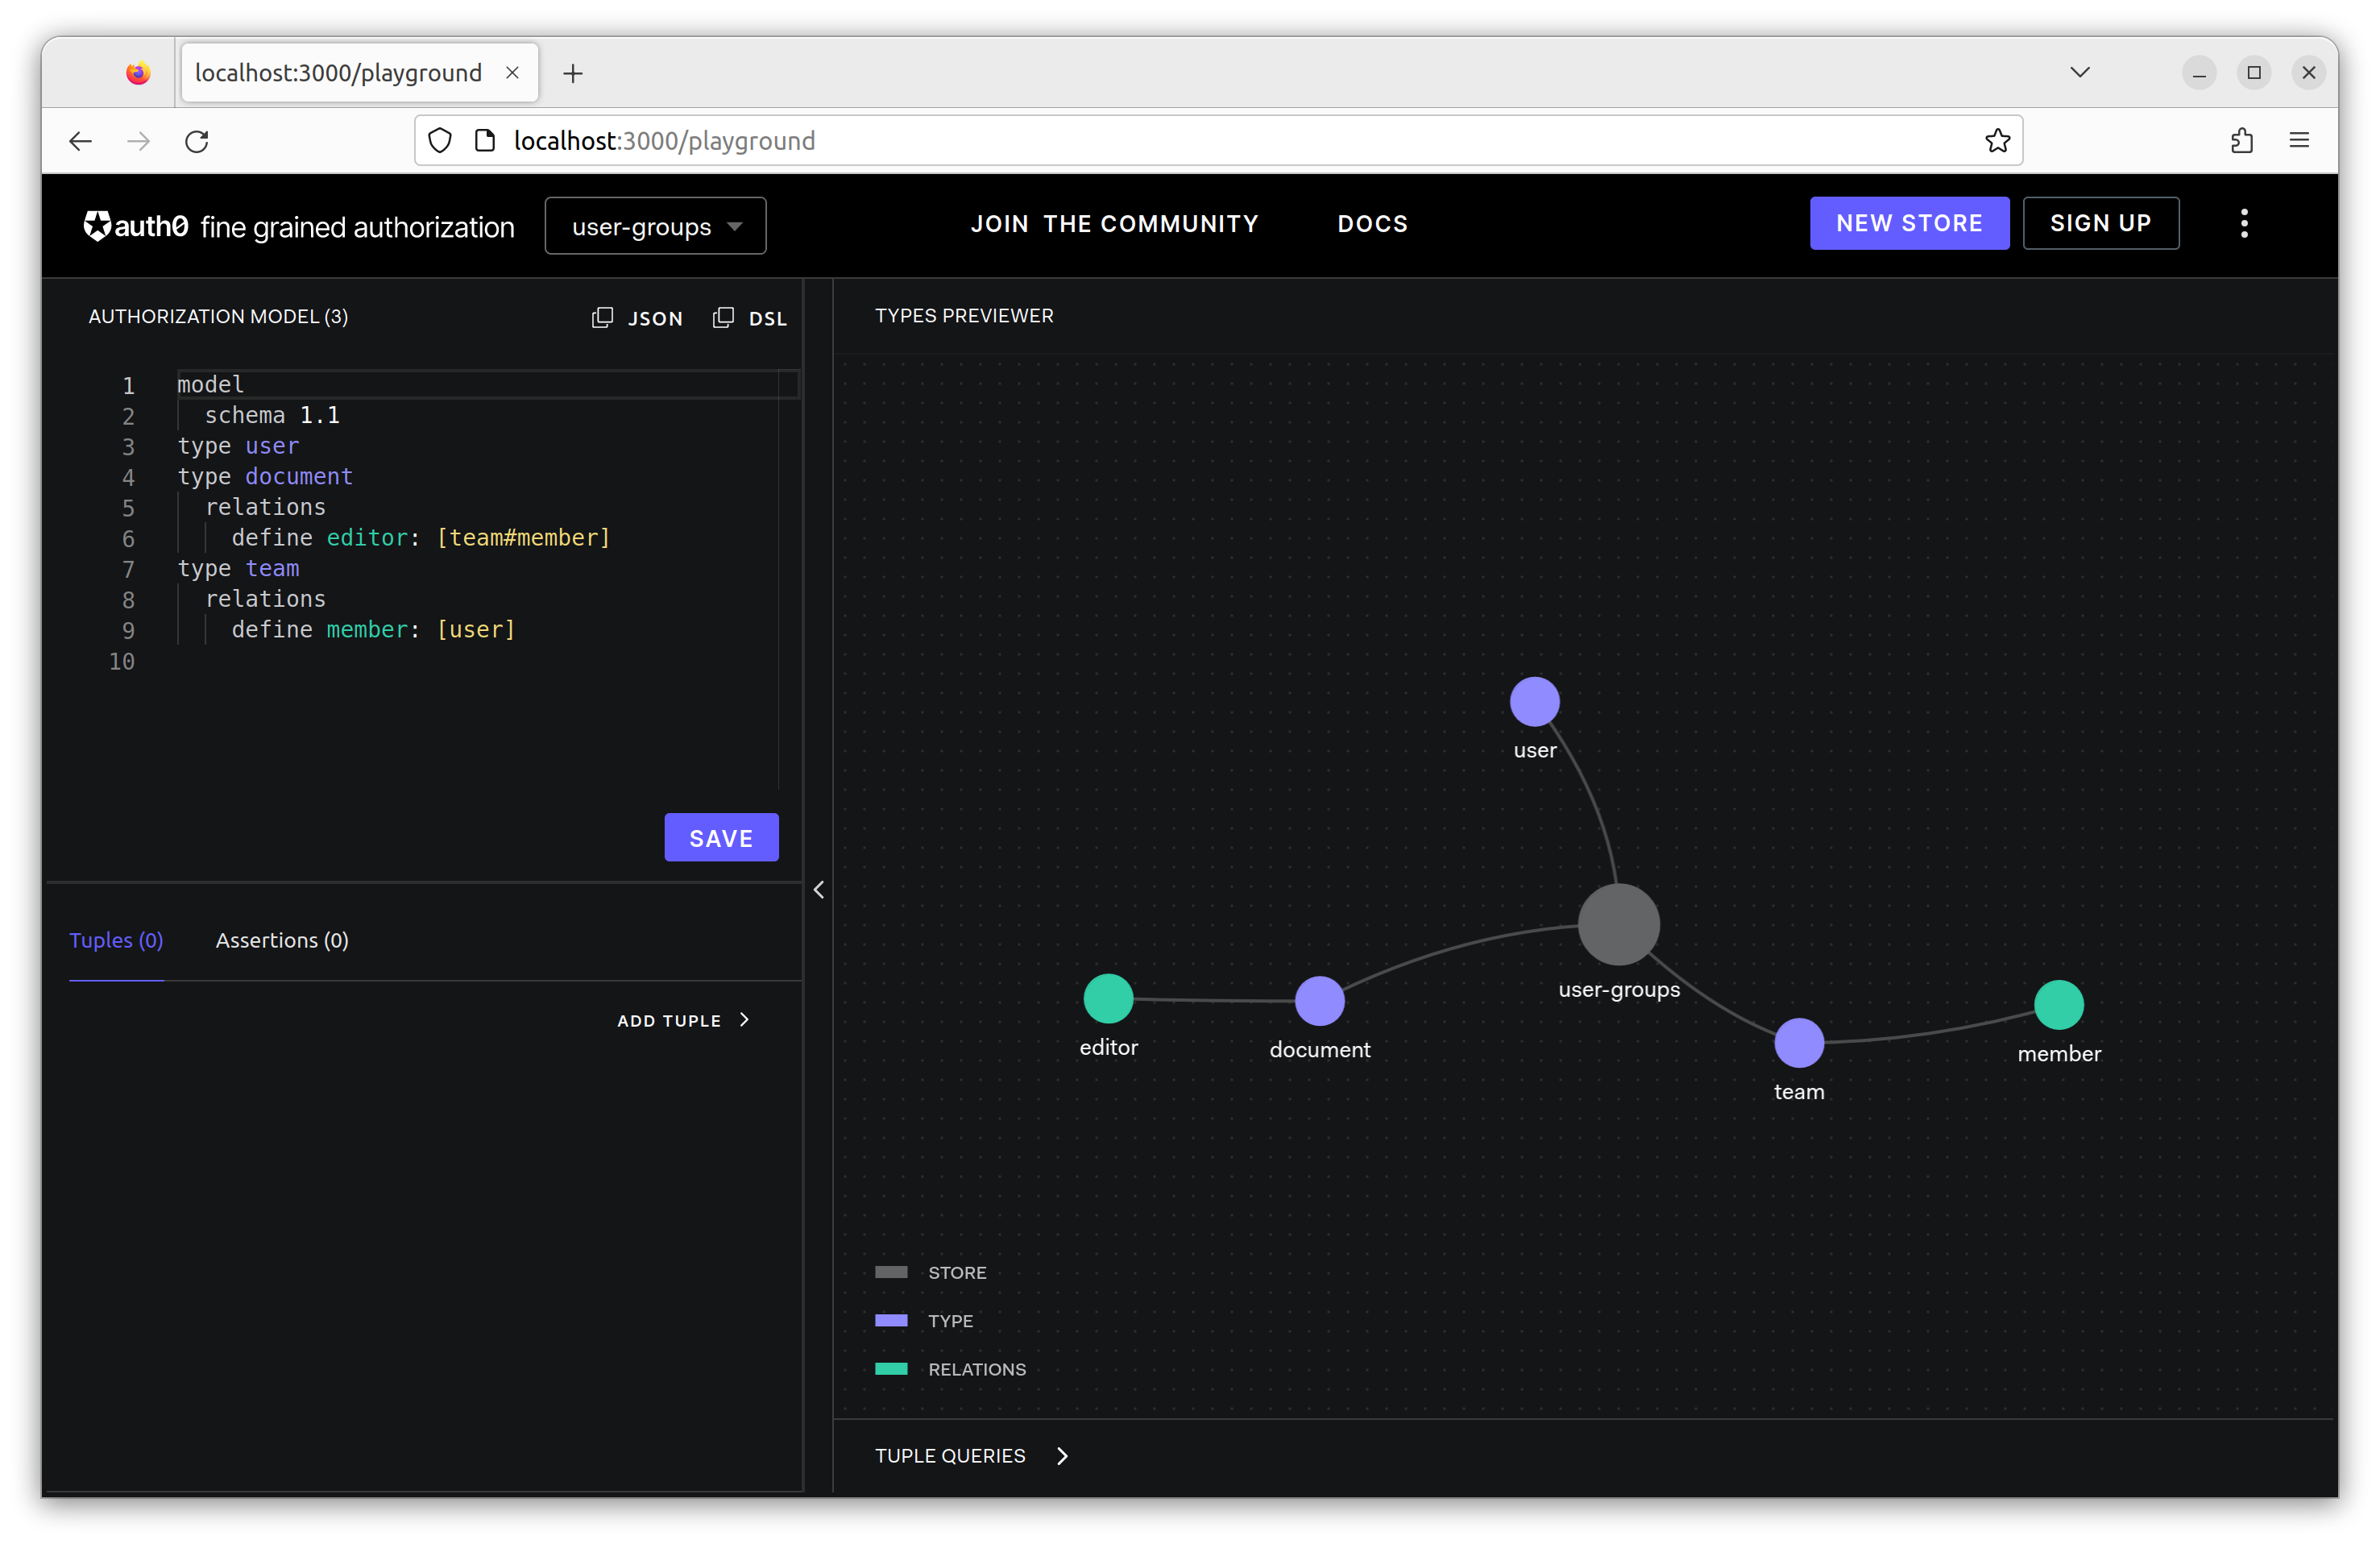 localhost:3000/playground
localhost:3000/playground
auth0 fine grained authorization
user-groups
JOIN THE COMMUNITY
DOCS
NEW STORE
SIGN UP
AUTHORIZATION MODEL (3)
JSON
DSL
1 model
2 schema 1.1
3 type user
4 type document
5 relations
6 define editor: [team#member]
7 type team
8 relations
9 define member: [user]
10
SAVE
Tuples (0)
Assertions (0)
ADD TUPLE
TYPES PREVIEWER
user
user-groups
editor
document
team
member
STORE
TYPE
RELATIONS
TUPLE QUERIES